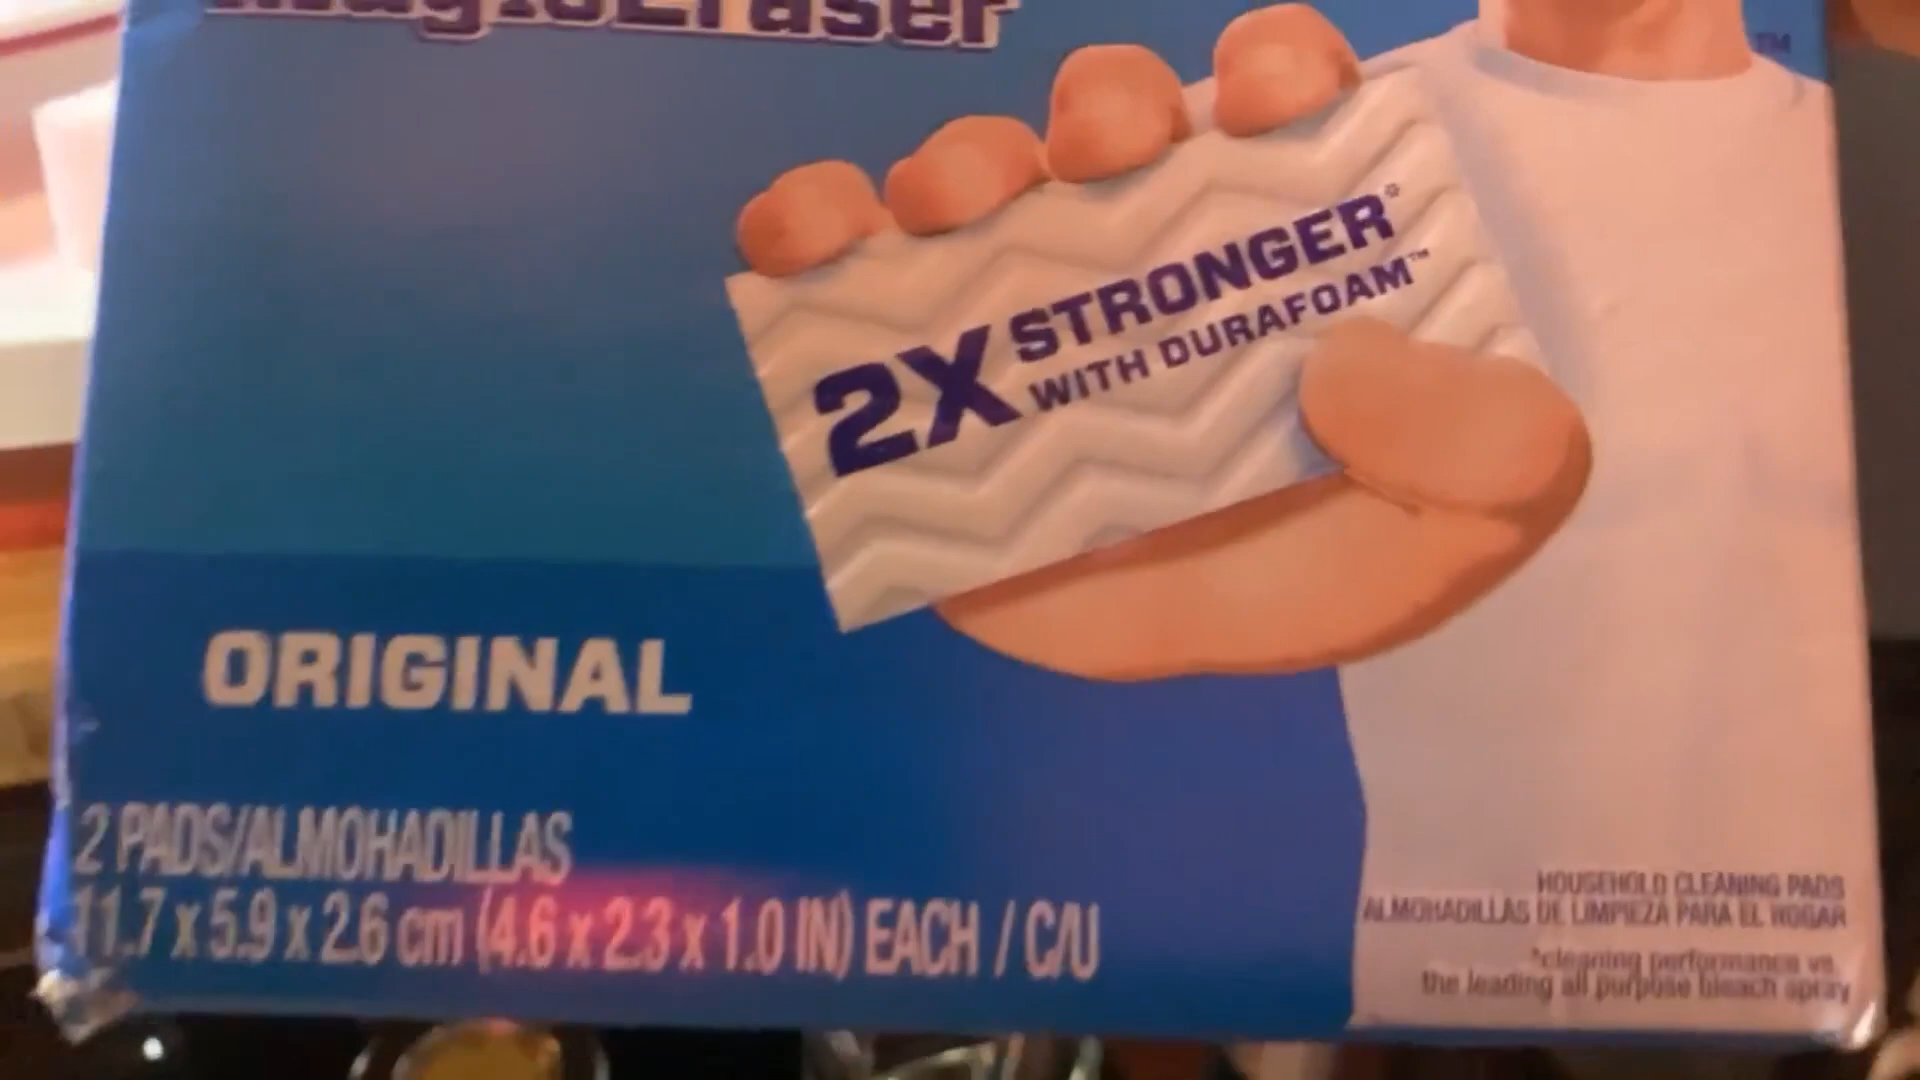 MagicEraser
TM
2X STRONGER*
WITH DURAFOAM™
ORIGINAL
2 PADS/ALMOHADILLAS
11.7 x 5.9 x 2.6 cm (4.6 x 2.3 x 1.0 IN) EACH / C/U
HOUSEHOLD CLEANING PADS
ALMOHADILLAS DE LIMPIEZA PARA EL HOGAR
*cleaning performance vs.
the leading all purpose bleach spray